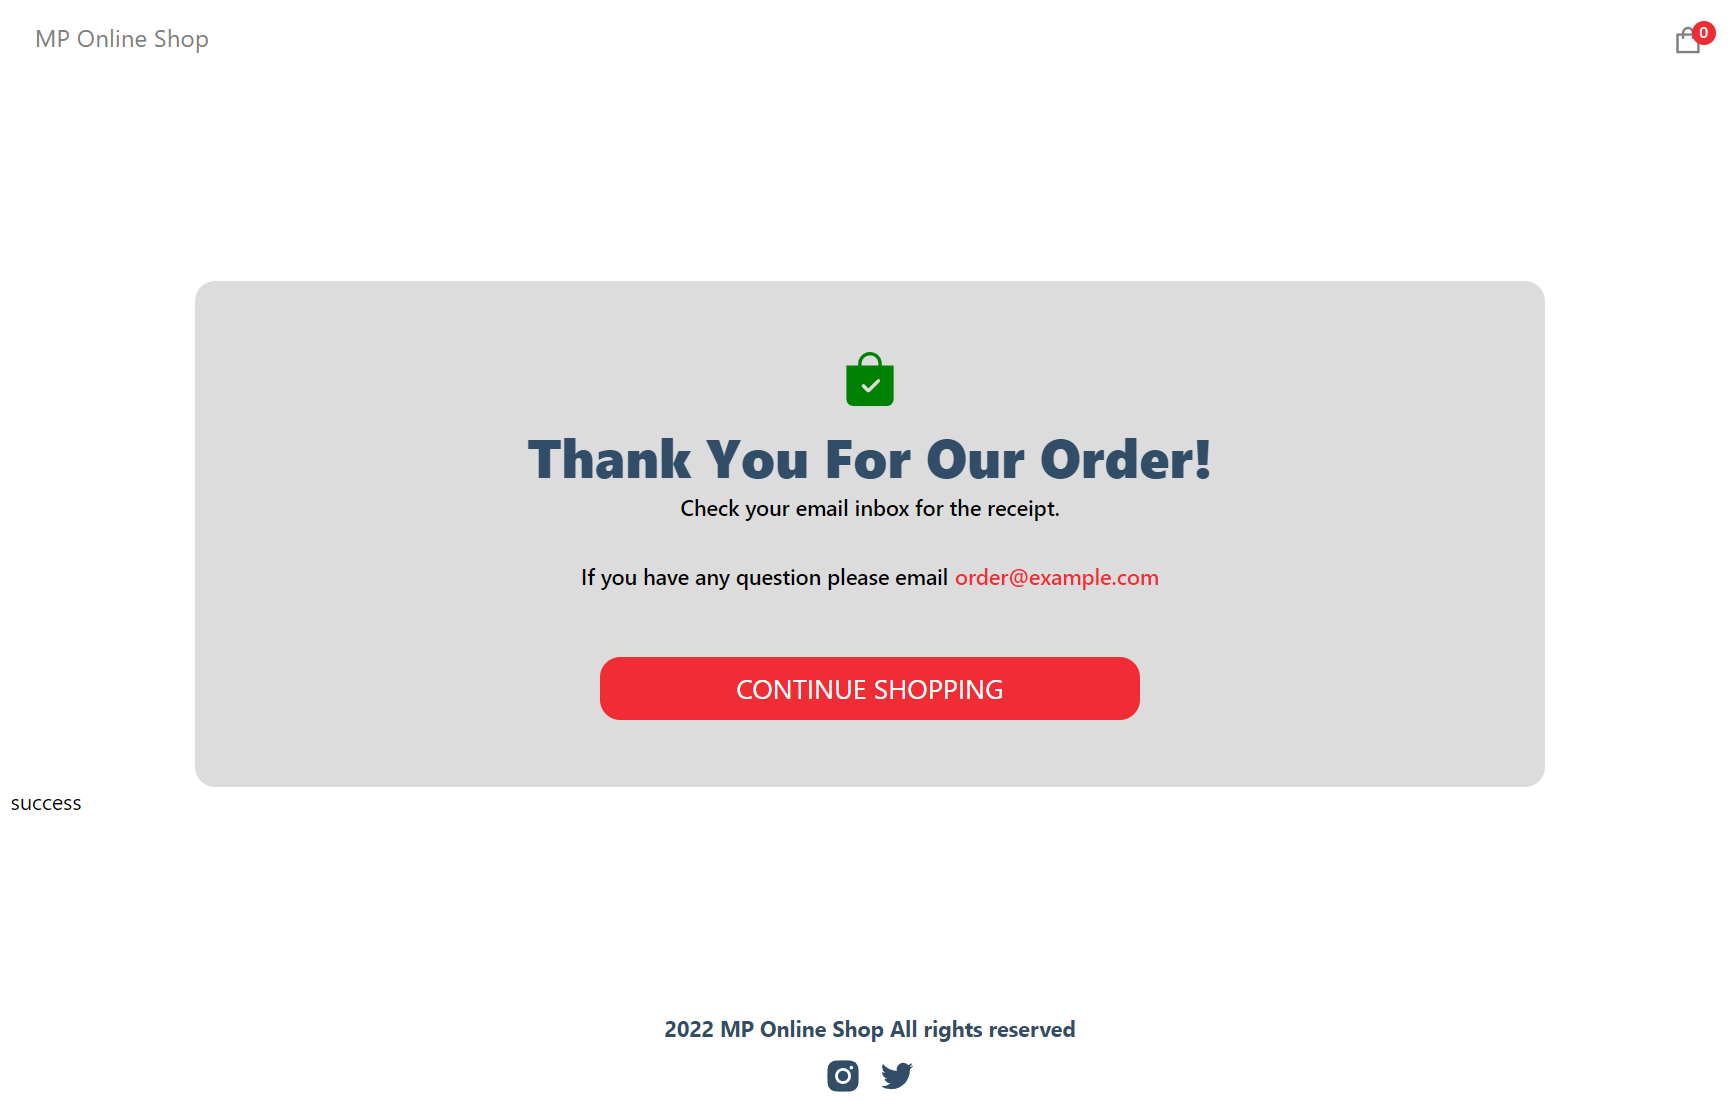 MP Online Shop
0
Thank You For Our Order!
Check your email inbox for the receipt.
If you have any question please email order@example.com
CONTINUE SHOPPING
success
2022 MP Online Shop All rights reserved